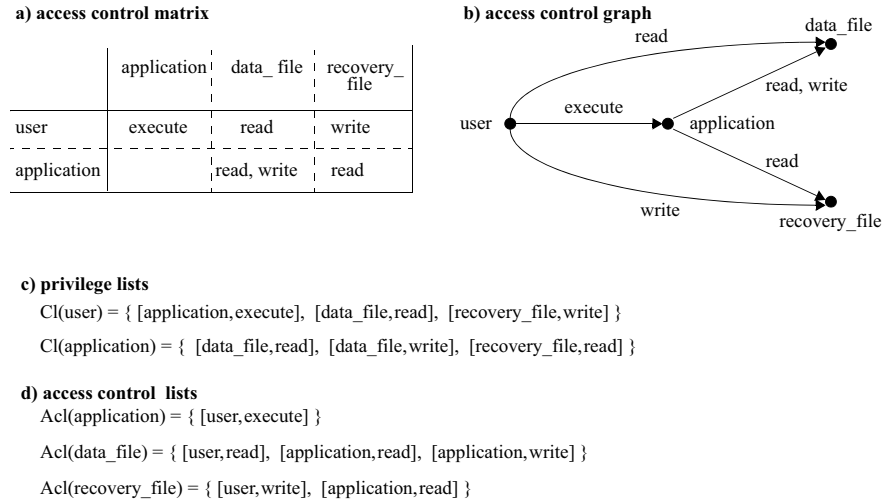 a) access control matrix
application data_ file recovery_
file
user execute read write
application read, write read
b) access control graph
data_file
read
read, write
execute
user
application
read
write
recovery_file
c) privilege lists
Cl(user) = { [application,execute], [data_file,read], [recovery_file,write] }
Cl(application) = { [data_file,read], [data_file,write], [recovery_file,read] }
d) access control lists
Acl(application) = { [user,execute] }
Acl(data_file) = { [user,read], [application,read], [application,write] }
Acl(recovery_file) = { [user,write], [application,read] }